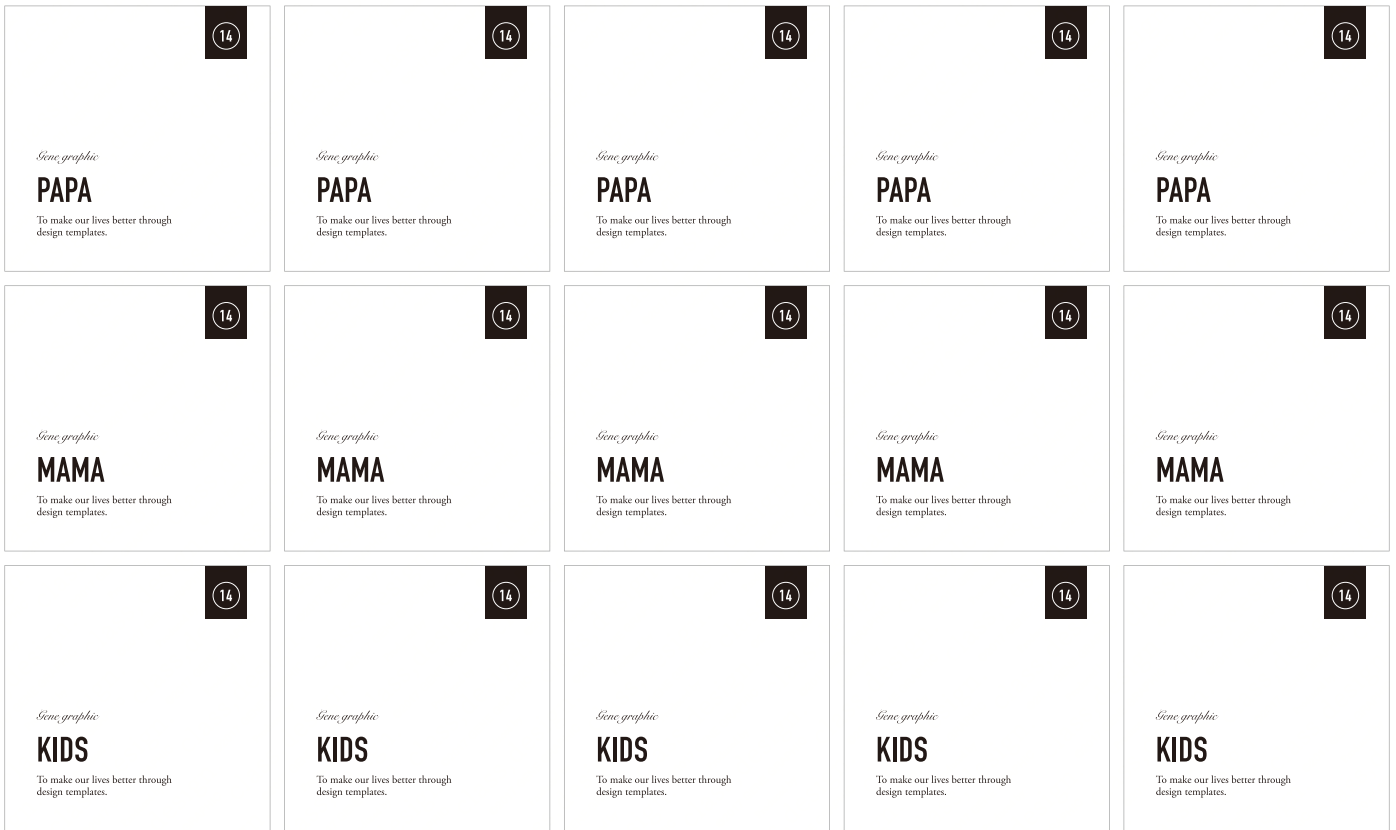 14 14 14 14 14
Gene graphic Gene graphic Gene graphic Gene graphic Gene graphic
PAPA PAPA PAPA PAPA PAPA
To make our lives better through To make our lives better through To make our lives better through To make our lives better through To make our lives better through
design templates. design templates. design templates. design templates. design templates.
14 14 14 14 14
Gene graphic Gene graphic Gene graphic Gene graphic Gene graphic
MAMA MAMA MAMA MAMA MAMA
To make our lives better through To make our lives better through To make our lives better through To make our lives better through To make our lives better through
design templates. design templates. design templates. design templates. design templates.
14 14 14 14 14
Gene graphic Gene graphic Gene graphic Gene graphic Gene graphic
KIDS KIDS KIDS KIDS KIDS
To make our lives better through To make our lives better through To make our lives better through To make our lives better through To make our lives better through
design templates. design templates. design templates. design templates. design templates.